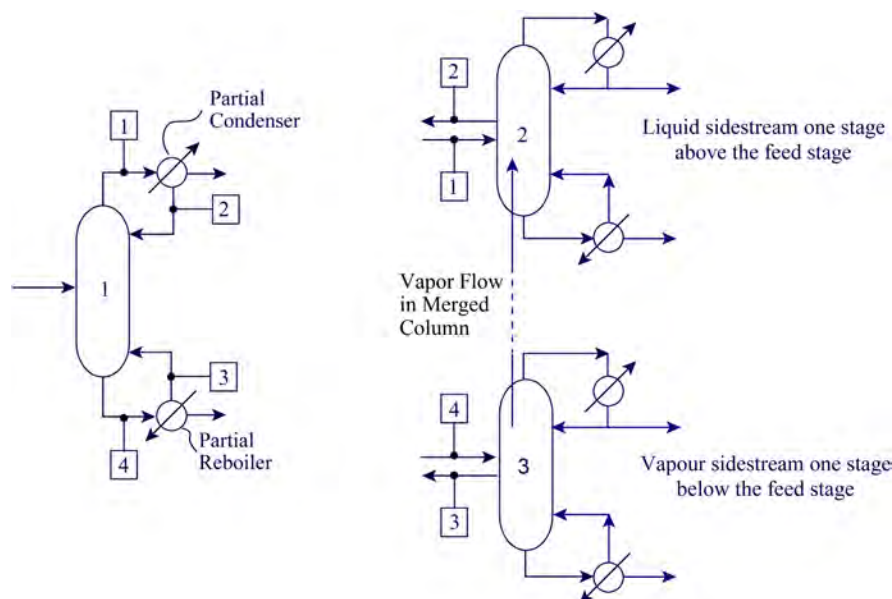 Partial
Condenser
1
2
1
3
4
Partial
Reboiler
2
1
2
Liquid sidestream one stage
above the feed stage
Vapor Flow
in Merged
Column
4
3
3
Vapour sidestream one stage
below the feed stage